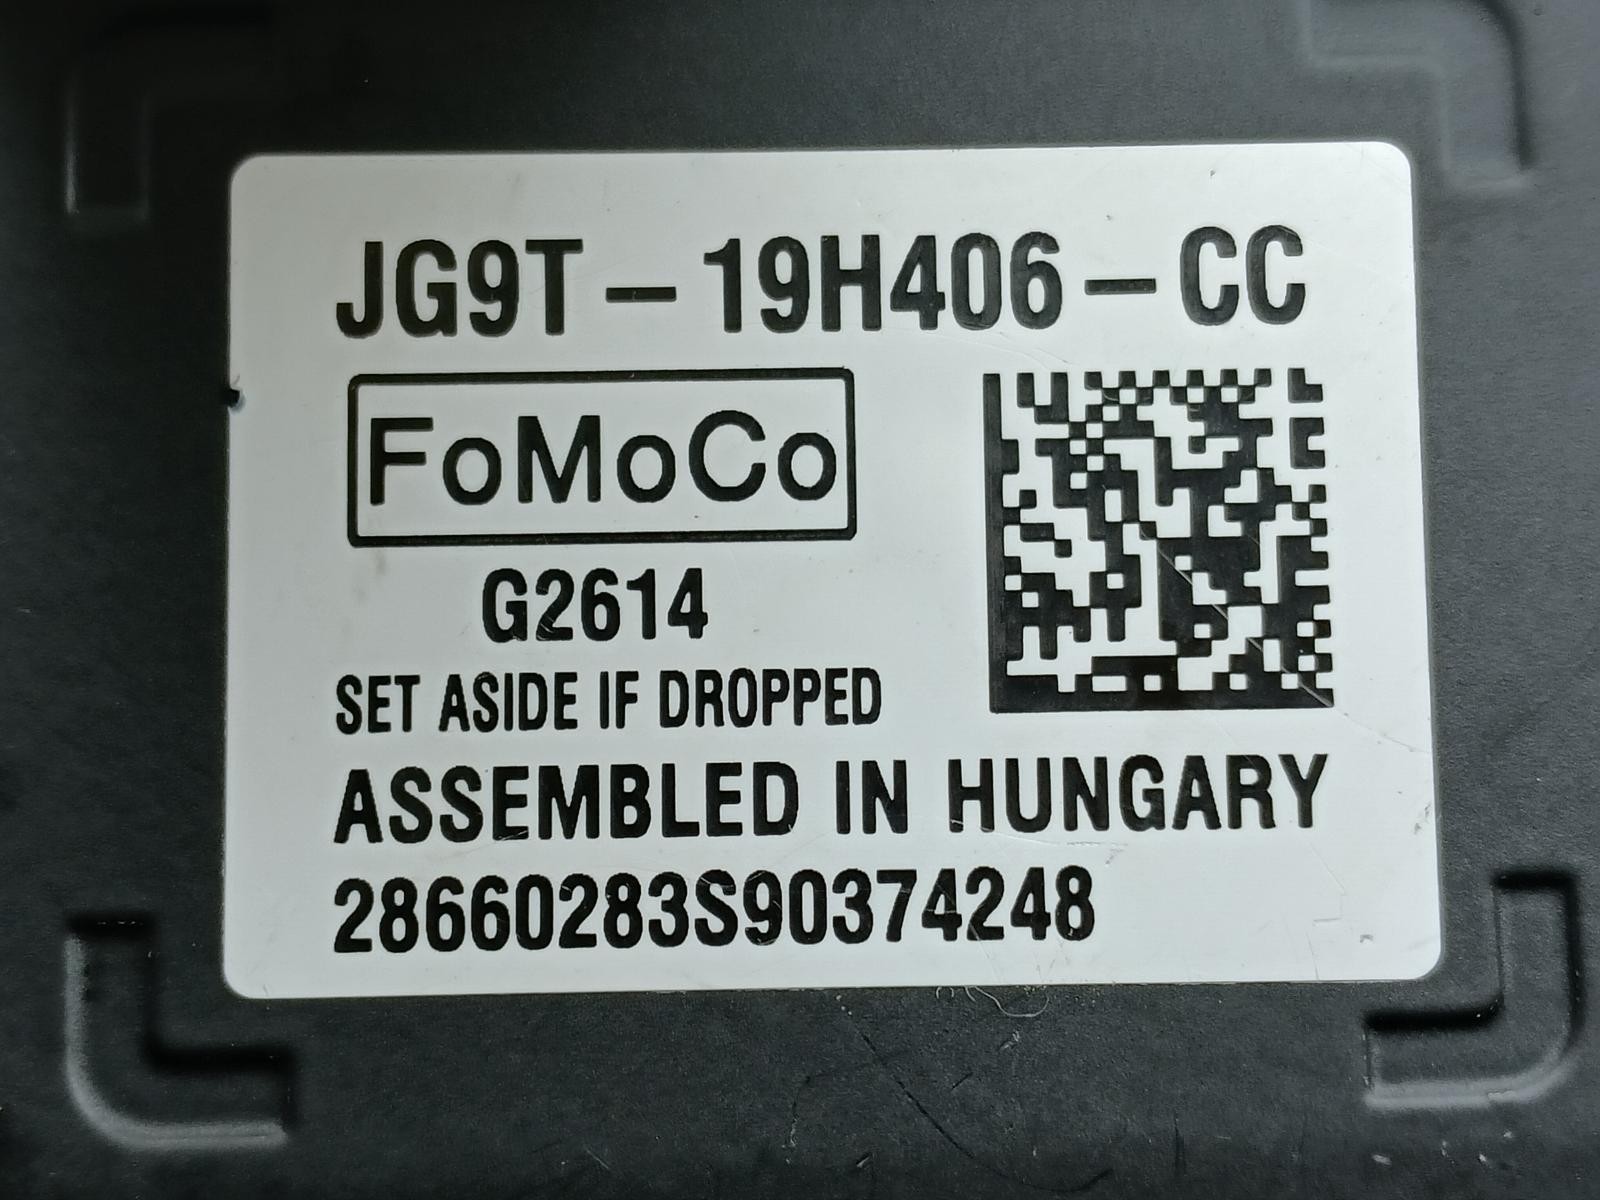 JG9T-19H406-CC
FoMoCo
G2614
SET ASIDE IF DROPPED
ASSEMBLED IN HUNGARY
28660283S90374248